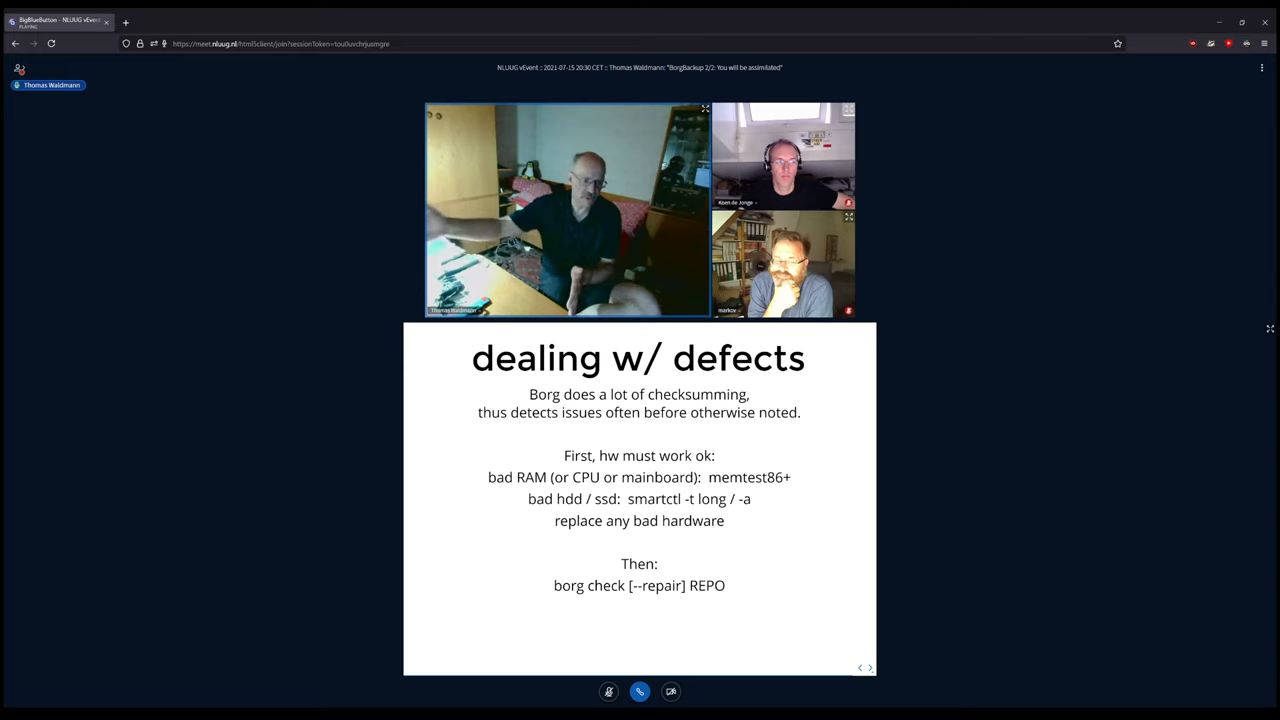 BigBlueButton - NLUUG vEvent
PLAYING
https://meet.nluug.nl/html5client/join?sessionToken=tou0uvchrjusmgre
NLUUG vEvent :: 2021-07-15 20:30 CET :: Thomas Waldmann: "BorgBackup 2/2: You will be assimilated"
Thomas Waldmann
Thomas Waldmann
Koen de Jonge
markov
dealing w/ defects
Borg does a lot of checksumming,
thus detects issues often before otherwise noted.
First, hw must work ok:
bad RAM (or CPU or mainboard): memtest86+
bad hdd / ssd: smartctl -t long / -a
replace any bad hardware
Then:
borg check [--repair] REPO